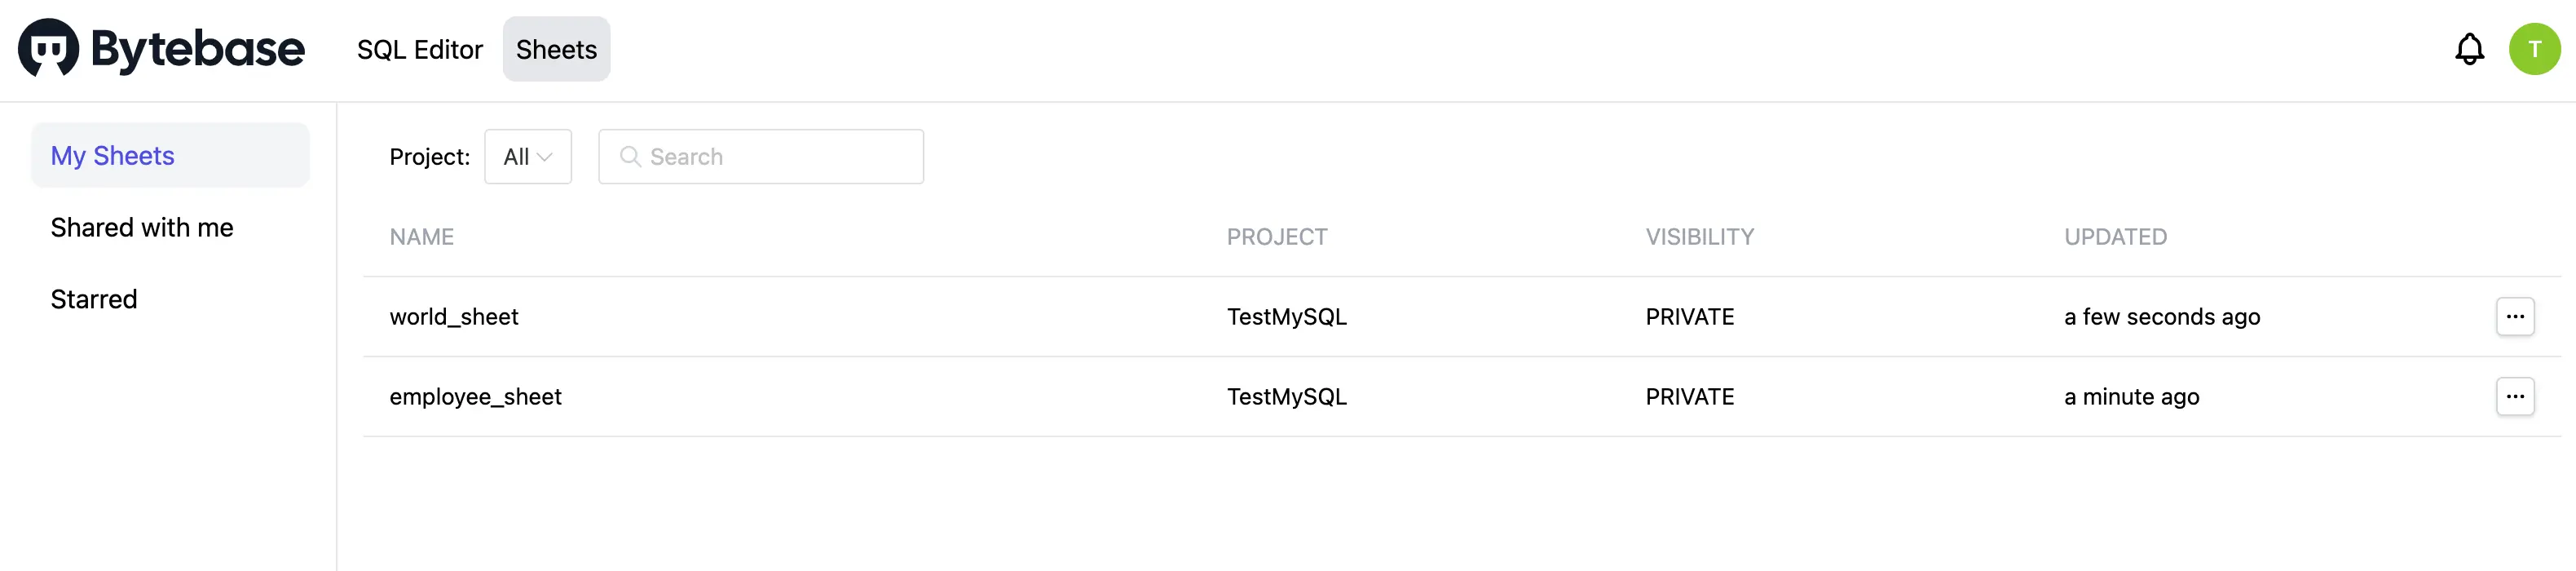 Bytebase SQL Editor Sheets T
My Sheets
Shared with me
Starred
Project: All Search
NAME PROJECT VISIBILITY UPDATED
world_sheet TestMySQL PRIVATE a few seconds ago
employee_sheet TestMySQL PRIVATE a minute ago